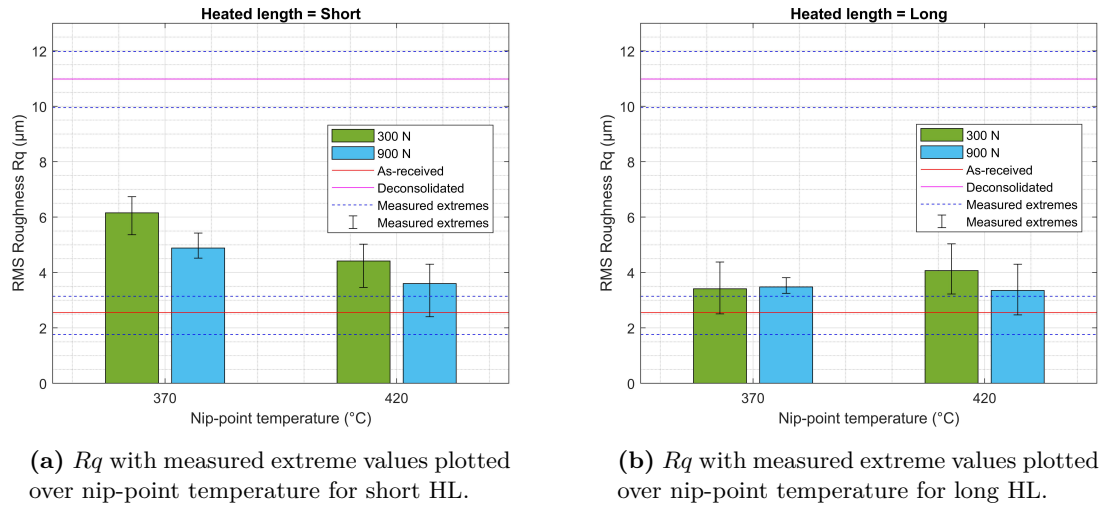 Heated length = Short
RMS Roughness Rq (μm)
12
10
8
6
4
2
0
300 N
900 N
As-received
Deconsolidated
Measured extremes
Measured extremes
370
420
Nip-point temperature (°C)
(a) Rq with measured extreme values plotted
over nip-point temperature for short HL.
Heated length = Long
RMS Roughness Rq (μm)
12
10
8
6
4
2
0
300 N
900 N
As-received
Deconsolidated
Measured extremes
Measured extremes
370
420
Nip-point temperature (°C)
(b) Rq with measured extreme values plotted
over nip-point temperature for long HL.